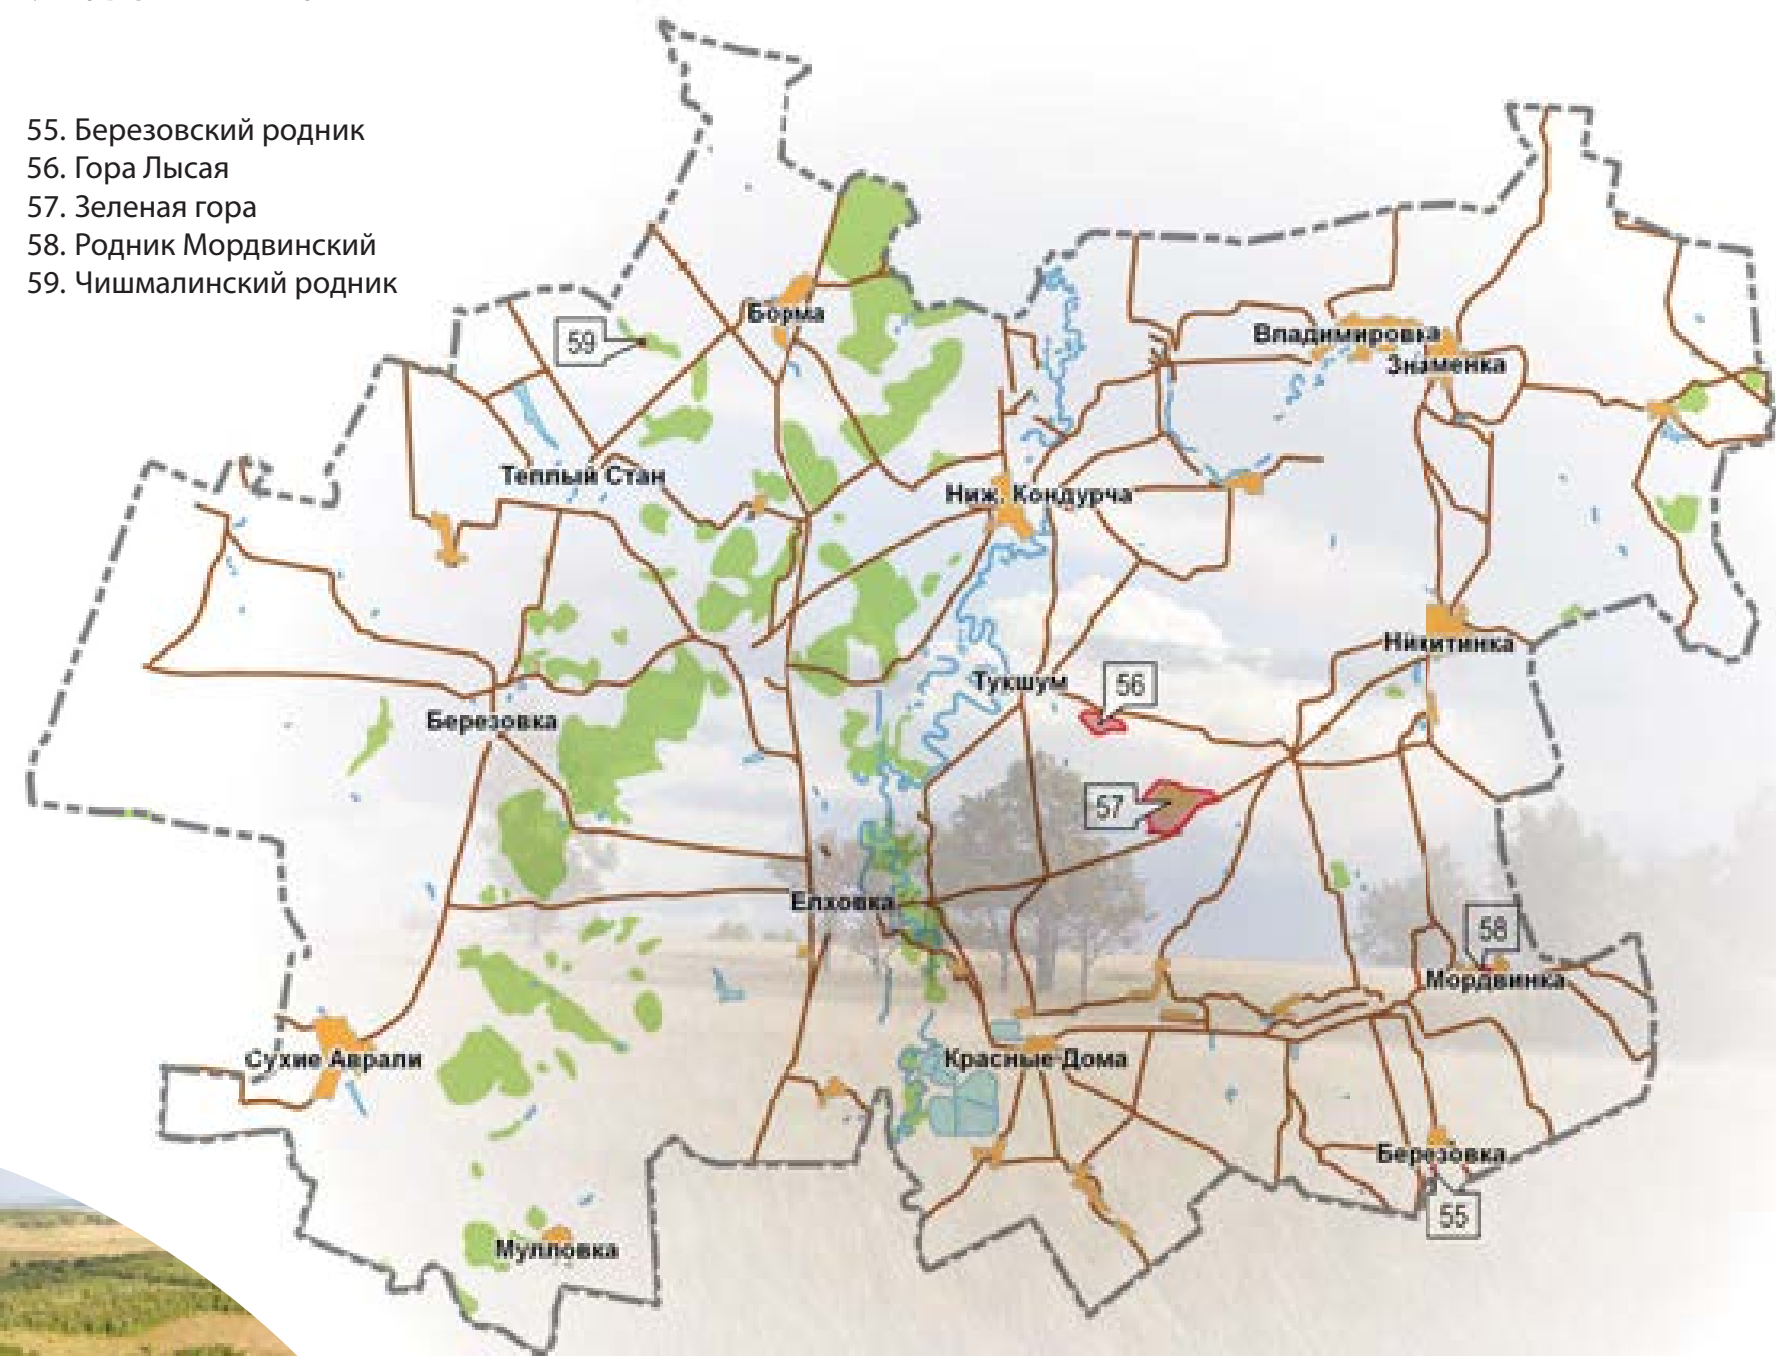 55. Березовский родник
56. Гора Лысая
57. Зеленая гора
58. Родник Мордвинский
59. Чишмалинский родник
Борма
59
Владимировка
Знаменка
Теплый Стан
Ниж. Кондурча
Никитинка
Тукшум
56
Березовка
57
Елховка
58
Мордвинка
Сухие Аврали
Красные Дома
Березовка
55
Мулловка